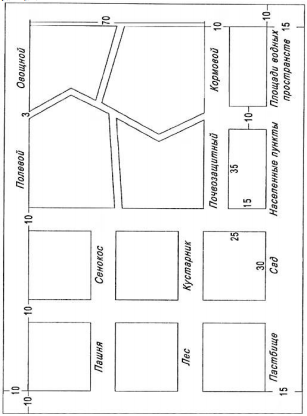 10
Полевой Овощной
10 10 3
Пашня Сенокос 70
Лес Кустарник
Почвозащитный Кормовой
25 35 10
15 10
30 10
Пастбище Сад Населенные пункты Площади водных
пространств
15 15